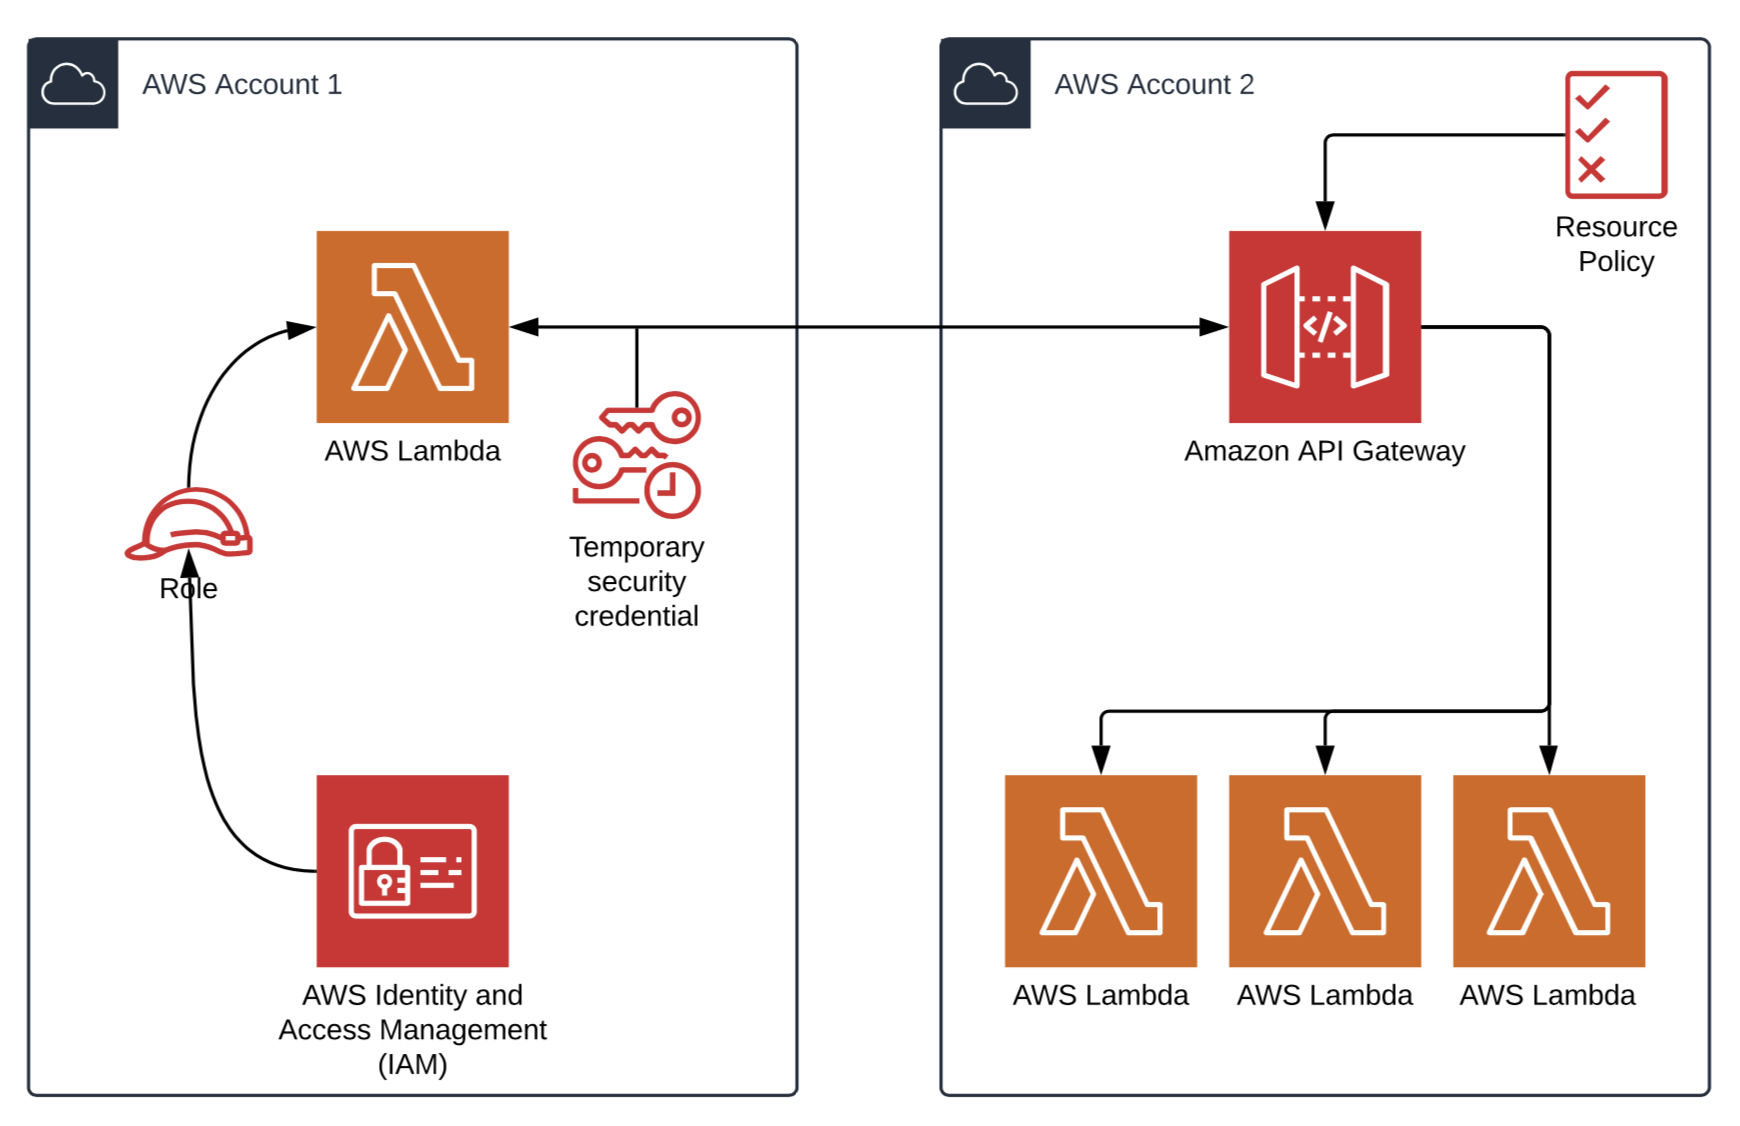 AWS Account 1
AWS Lambda
Role
Temporary
security
credential
AWS Identity and
Access Management
(IAM)
AWS Account 2
Resource
Policy
</>
Amazon API Gateway
AWS Lambda
AWS Lambda
AWS Lambda